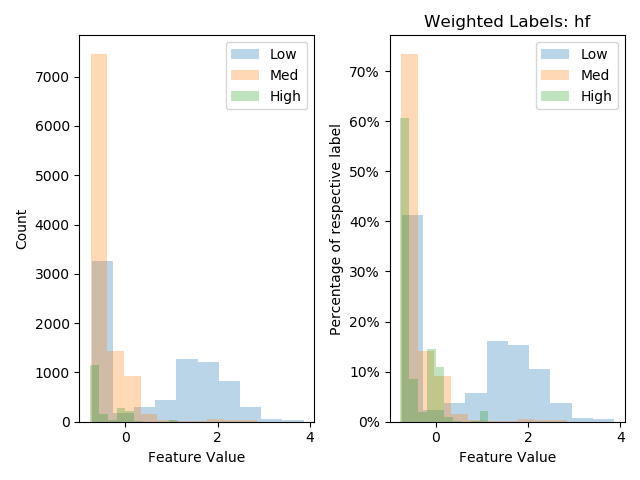 Low
Med
High
7000
6000
5000
4000
3000
2000
1000
0
Count
0
2
4
Feature Value
Weighted Labels: hf
Low
Med
High
70%
60%
50%
40%
30%
20%
10%
0%
Percentage of respective label
0
2
4
Feature Value